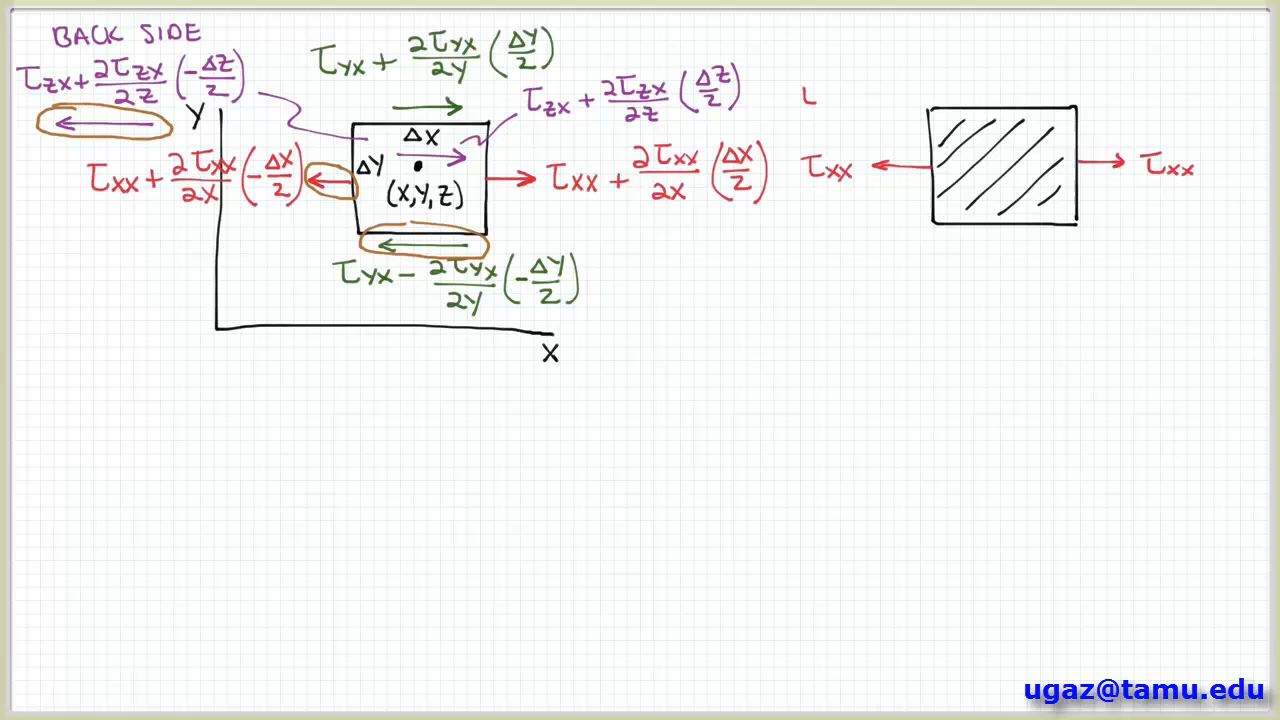 BACK SIDE
τzx + ∂τzx/∂z (-Δz/2)
τyx + ∂τyx/∂y (Δy/2)
τzx + ∂τzx/∂z (Δz/2)
L
Y
Δx
Δy
(x,y,z)
τxx + ∂τxx/∂x (-Δx/2)
τxx + ∂τxx/∂x (Δx/2)
τxx
τxx
τyx - ∂τyx/∂y (-Δy/2)
X
ugaz@tamu.edu